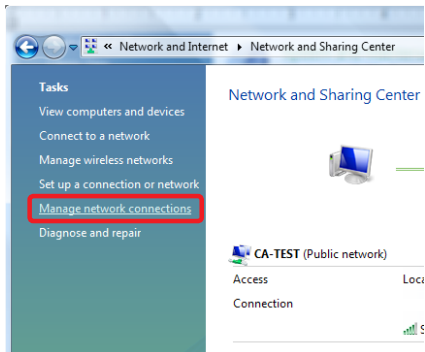 « Network and Internet ▸ Network and Sharing Center
Tasks
View computers and devices
Connect to a network
Manage wireless networks
Set up a connection or network
Manage network connections
Diagnose and repair
Network and Sharing Center
CA-TEST (Public network)
Access
Loca
Connection
S